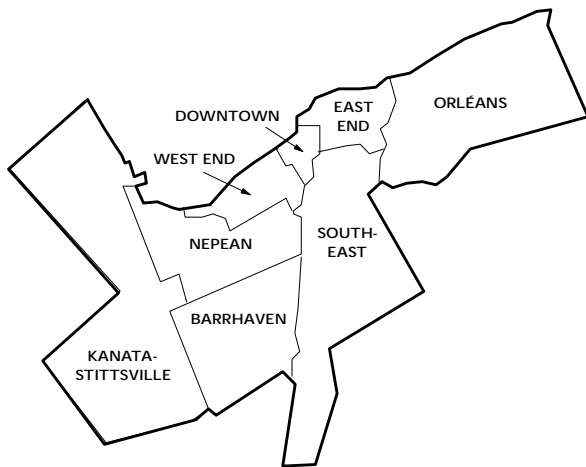 EAST
END
ORLÉANS
DOWNTOWN
WEST END
NEPEAN
SOUTH-
EAST
BARRHAVEN
KANATA-
STITTSVILLE